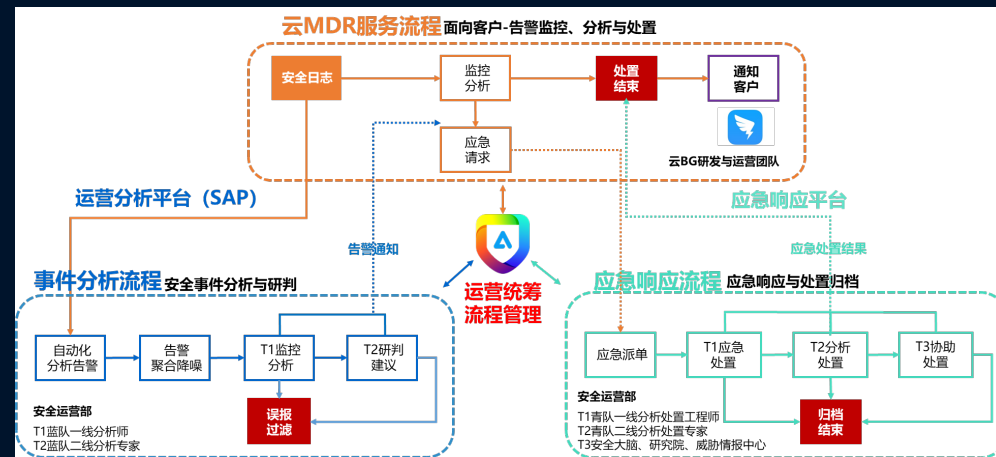 云MDR服务流程 面向客户-告警监控、分析与处置
安全日志
监控
分析
处置
结束
通知
客户
应急
请求
云BG研发与运营团队
运营分析平台（SAP）
应急响应平台
告警通知
应急处置结果
运营统筹
流程管理
事件分析流程 安全事件分析与研判
自动化
分析告警
告警
聚合降噪
T1监控
分析
T2研判
建议
误报
过滤
安全运营部
T1蓝队一线分析师
T2蓝队二线分析专家
应急响应流程 应急响应与处置归档
应急派单
T1应急
处置
T2分析
处置
T3协助
处置
归档
结束
安全运营部
T1青队一线分析处置工程师
T2青队二线分析处置专家
T3安全大脑、研究院、威胁情报中心